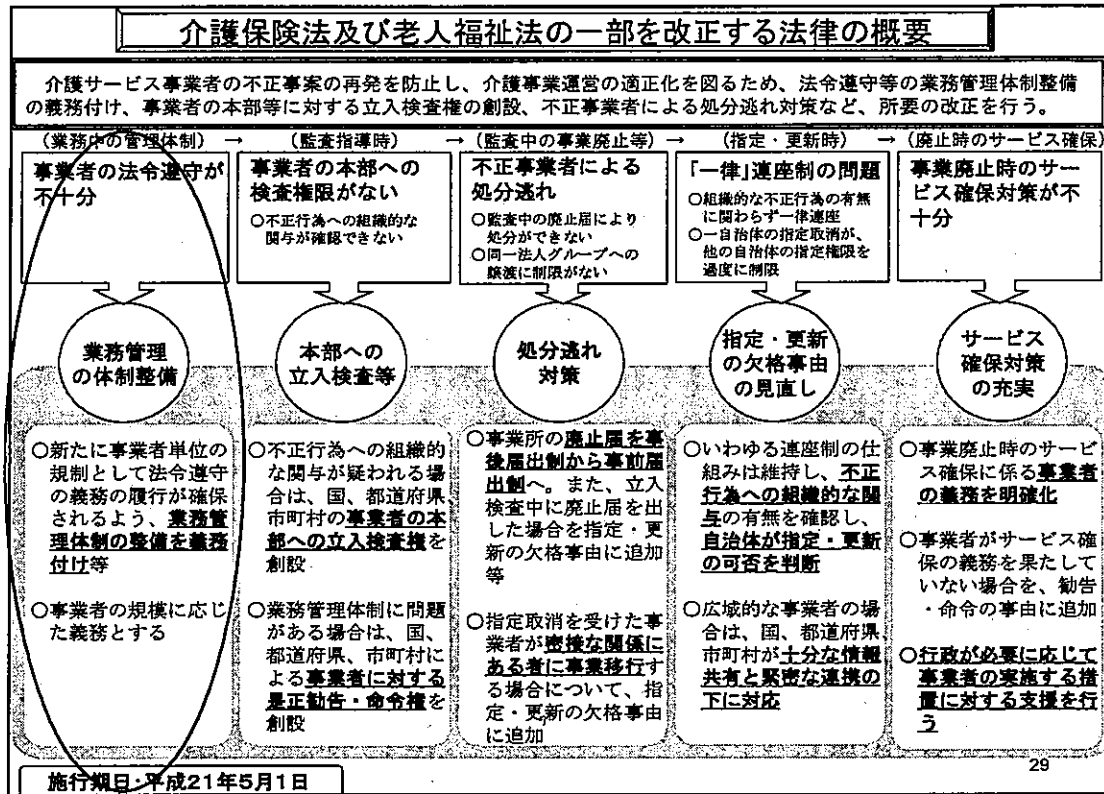 介護保険法及び老人福祉法の一部を改正する法律の概要
介護サービス事業者の不正事案の再発を防止し、介護事業運営の適正化を図るため、法令遵守等の業務管理体制整備
の義務付け、事業者の本部等に対する立入検査権の創設、不正事業者による処分逃れ対策など、所要の改正を行う。
(業務中の管理体制) → (監査指導時) → (監査中の事業廃止等) → (指定・更新時) → (廃止時のサービス確保)
事業者の法令遵守が
不十分
事業者の本部への
検査権限がない
○不正行為への組織的な
関与が確認できない
不正事業者による
処分逃れ
○監査中の廃止届により
処分ができない
○同一法人グループへの
譲渡に制限がない
「一律」連座制の問題
○組織的な不正行為の有無
に関わらず一律連座
○一自治体の指定取消が、
他の自治体の指定権限を
過度に制限
事業廃止時のサー
ビス確保対策が不
十分
業務管理
の体制整備
本部への
立入検査等
処分逃れ
対策
指定・更新
の欠格事由
の見直し
サービス
確保対策
の充実
○新たに事業者単位の
規制として法令遵守
の義務の履行が確保
されるよう、業務管
理体制の整備を義務
付け等
○事業者の規模に応じ
た義務とする
○不正行為への組織的
な関与が疑われる場
合は、国、都道府県、
市町村の事業者の本
部への立入検査権を
創設
○業務管理体制に問題
がある場合は、国、
都道府県、市町村に
よる事業者に対する
是正勧告・命令権を
創設
○事業所の廃止届を事
後届出制から事前届
出制へ。また、立入
検査中に廃止届を出
した場合を指定・更
新の欠格事由に追加
等
○指定取消を受けた事
業者が密接な関係に
ある者に事業移行す
る場合について、指
定・更新の欠格事由
に追加
○いわゆる連座制の仕
組みは維持し、不正
行為への組織的な関
与の有無を確認し、
自治体が指定・更新
の可否を判断
○広域的な事業者の場
合は、国、都道府県、
市町村が十分な情報
共有と緊密な連携の
下に対応
○事業廃止時のサービ
ス確保に係る事業者
の義務を明確化
○事業者がサービス確
保の義務を果たして
いない場合を、勧告
・命令の事由に追加
○行政が必要に応じて
事業者の実施する措
置に対する支援を行
う
施行期日・平成21年5月1日
29